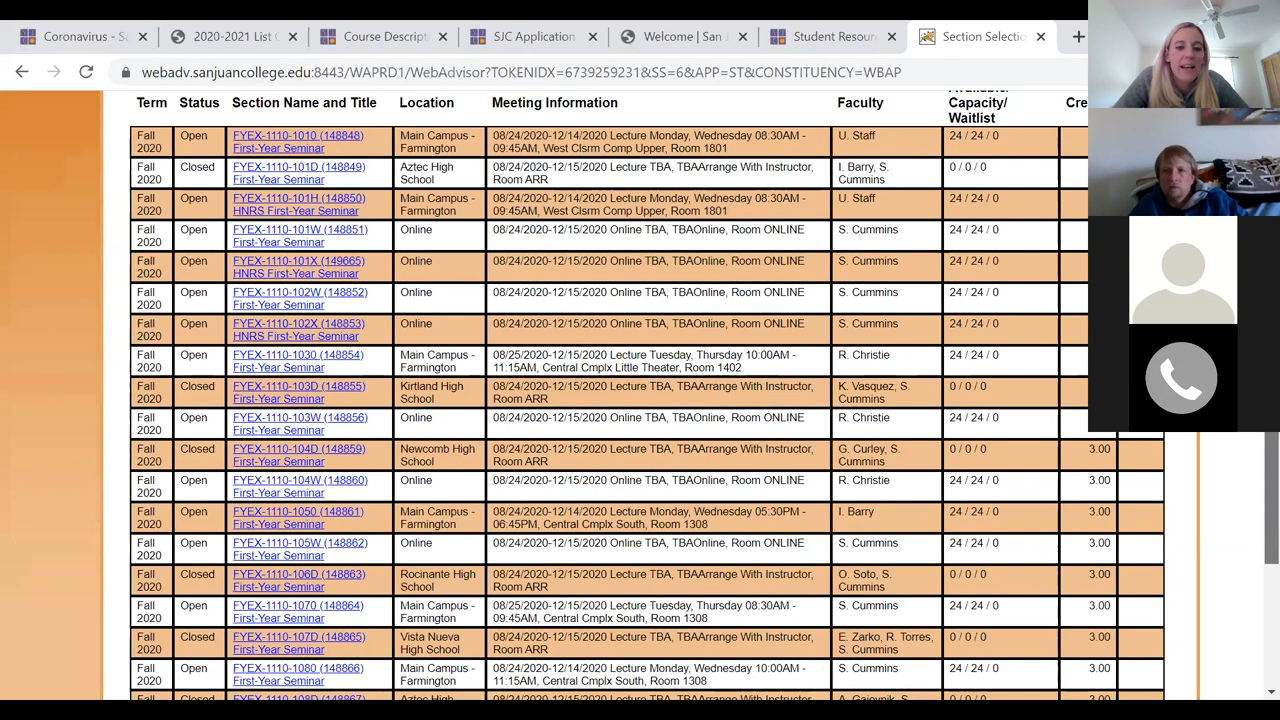 Coronavirus - Sa
2020-2021 List C
Course Descripti
SJC Application
Welcome | San J
Student Resourc
Section Selectio
webadv.sanjuancollege.edu:8443/WAPRD1/WebAdvisor?TOKENIDX=6739259231&SS=6&APP=ST&CONSTITUENCY=WBAP
Term Status Section Name and Title Location Meeting Information Faculty Available/ Capacity/ Waitlist Cre
Fall Open FYEX-1110-1010 (148848) Main Campus - 08/24/2020-12/14/2020 Lecture Monday, Wednesday 08:30AM - U. Staff 24 / 24 / 0
2020 First-Year Seminar Farmington 09:45AM, West Clsrm Comp Upper, Room 1801
Fall Closed FYEX-1110-101D (148849) Aztec High 08/24/2020-12/15/2020 Lecture TBA, TBAArrange With Instructor, I. Barry, S. 0 / 0 / 0
2020 First-Year Seminar School Room ARR Cummins
Fall Open FYEX-1110-101H (148850) Main Campus - 08/24/2020-12/14/2020 Lecture Monday, Wednesday 08:30AM - U. Staff 24 / 24 / 0
2020 HNRS First-Year Seminar Farmington 09:45AM, West Clsrm Comp Upper, Room 1801
Fall Open FYEX-1110-101W (148851) Online 08/24/2020-12/15/2020 Online TBA, TBAOnline, Room ONLINE S. Cummins 24 / 24 / 0
2020 First-Year Seminar
Fall Open FYEX-1110-101X (149665) Online 08/24/2020-12/15/2020 Online TBA, TBAOnline, Room ONLINE S. Cummins 24 / 24 / 0
2020 HNRS First-Year Seminar
Fall Open FYEX-1110-102W (148852) Online 08/24/2020-12/15/2020 Online TBA, TBAOnline, Room ONLINE S. Cummins 24 / 24 / 0
2020 First-Year Seminar
Fall Open FYEX-1110-102X (148853) Online 08/24/2020-12/15/2020 Online TBA, TBAOnline, Room ONLINE S. Cummins 24 / 24 / 0
2020 HNRS First-Year Seminar
Fall Open FYEX-1110-1030 (148854) Main Campus - 08/25/2020-12/15/2020 Lecture Tuesday, Thursday 10:00AM - R. Christie 24 / 24 / 0
2020 First-Year Seminar Farmington 11:15AM, Central Cmplx Little Theater, Room 1402
Fall Closed FYEX-1110-103D (148855) Kirtland High 08/24/2020-12/15/2020 Lecture TBA, TBAArrange With Instructor, K. Vasquez, S. 0 / 0 / 0
2020 First-Year Seminar School Room ARR Cummins
Fall Open FYEX-1110-103W (148856) Online 08/24/2020-12/15/2020 Online TBA, TBAOnline, Room ONLINE R. Christie 24 / 24 / 0
2020 First-Year Seminar
Fall Closed FYEX-1110-104D (148859) Newcomb High 08/24/2020-12/15/2020 Lecture TBA, TBAArrange With Instructor, G. Curley, S. 0 / 0 / 0 3.00
2020 First-Year Seminar School Room ARR Cummins
Fall Open FYEX-1110-104W (148860) Online 08/24/2020-12/15/2020 Online TBA, TBAOnline, Room ONLINE R. Christie 24 / 24 / 0 3.00
2020 First-Year Seminar
Fall Open FYEX-1110-1050 (148861) Main Campus - 08/24/2020-12/14/2020 Lecture Monday, Wednesday 05:30PM - I. Barry 24 / 24 / 0 3.00
2020 First-Year Seminar Farmington 06:45PM, Central Cmplx South, Room 1308
Fall Open FYEX-1110-105W (148862) Online 08/24/2020-12/15/2020 Online TBA, TBAOnline, Room ONLINE S. Cummins 24 / 24 / 0 3.00
2020 First-Year Seminar
Fall Closed FYEX-1110-106D (148863) Rocinante High 08/24/2020-12/15/2020 Lecture TBA, TBAArrange With Instructor, O. Soto, S. 0 / 0 / 0 3.00
2020 First-Year Seminar School Room ARR Cummins
Fall Open FYEX-1110-1070 (148864) Main Campus - 08/25/2020-12/15/2020 Lecture Tuesday, Thursday 08:30AM - S. Cummins 24 / 24 / 0 3.00
2020 First-Year Seminar Farmington 09:45AM, Central Cmplx South, Room 1308
Fall Closed FYEX-1110-107D (148865) Vista Nueva 08/24/2020-12/15/2020 Lecture TBA, TBAArrange With Instructor, E. Zarko, R. Torres, 0 / 0 / 0 3.00
2020 First-Year Seminar High School Room ARR S. Cummins
Fall Open FYEX-1110-1080 (148866) Main Campus - 08/24/2020-12/14/2020 Lecture Monday, Wednesday 10:00AM - S. Cummins 24 / 24 / 0 3.00
2020 First-Year Seminar Farmington 11:15AM, Central Cmplx South, Room 1308
Fall Closed FYEX-1110-108D (148867) Aztec High 08/24/2020-12/15/2020 Lecture TBA, TBAArrange With Instructor, A. Gajovnik, S. 0 / 0 / 0 3.00